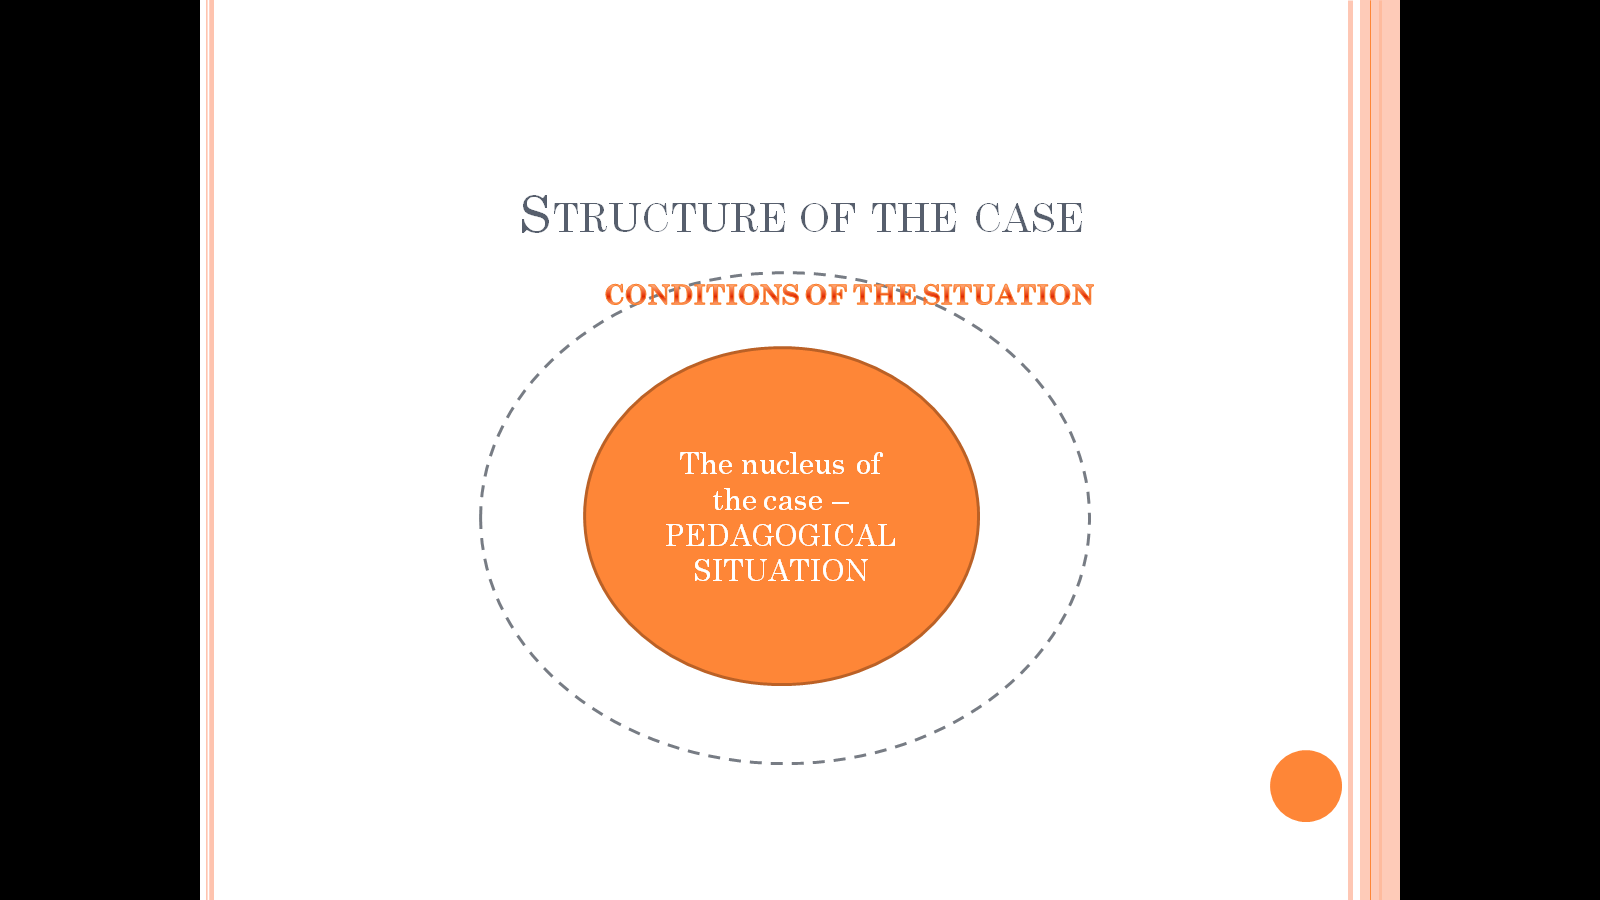 STRUCTURE OF THE CASE
CONDITIONS OF THE SITUATION
The nucleus of
the case –
PEDAGOGICAL
SITUATION